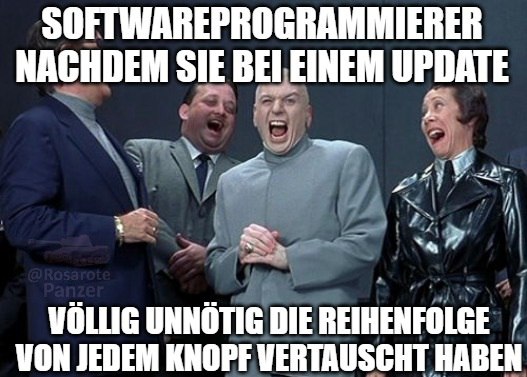 SOFTWAREPROGRAMMIERER
NACHDEM SIE BEI EINEM UPDATE
@Rosarote
Panzer
VÖLLIG UNNÖTIG DIE REIHENFOLGE
VON JEDEM KNOPF VERTAUSCHT HABEN